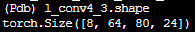 (Pdb) l_conv4_3.shape
torch.Size([8, 64, 80, 24])